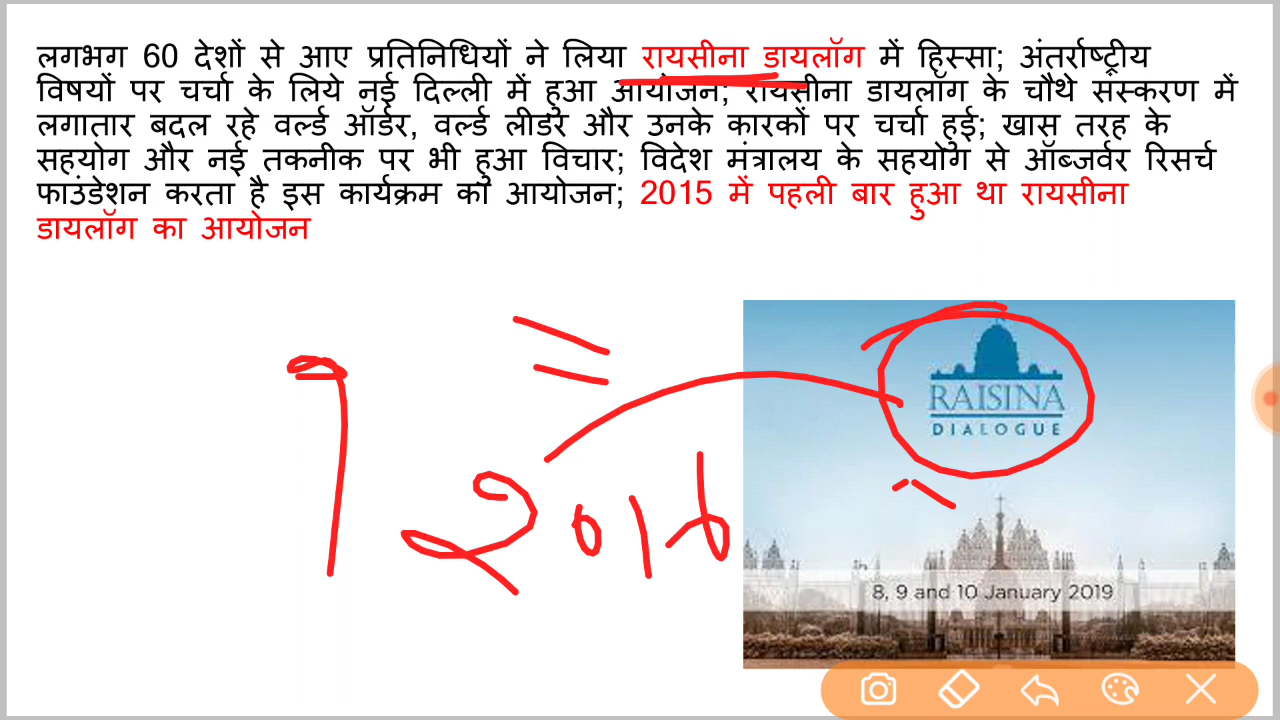 लगभग 60 देशों से आए प्रतिनिधियों ने लिया रायसीना डायलॉग में हिस्सा; अंतर्राष्ट्रीय
विषयों पर चर्चा के लिये नई दिल्ली में हुआ आयोजन; रायसीना डायलॉग के चौथे संस्करण में
लगातार बदल रहे वर्ल्ड ऑर्डर, वर्ल्ड लीडर और उनके कारकों पर चर्चा हुई; खास तरह के
सहयोग और नई तकनीक पर भी हुआ विचार; विदेश मंत्रालय के सहयोग से ऑब्जर्वर रिसर्च
फाउंडेशन करता है इस कार्यक्रम का आयोजन; 2015 में पहली बार हुआ था रायसीना
डायलॉग का आयोजन
RAISINA
DIALOGUE
2016
8, 9 and 10 January 2019